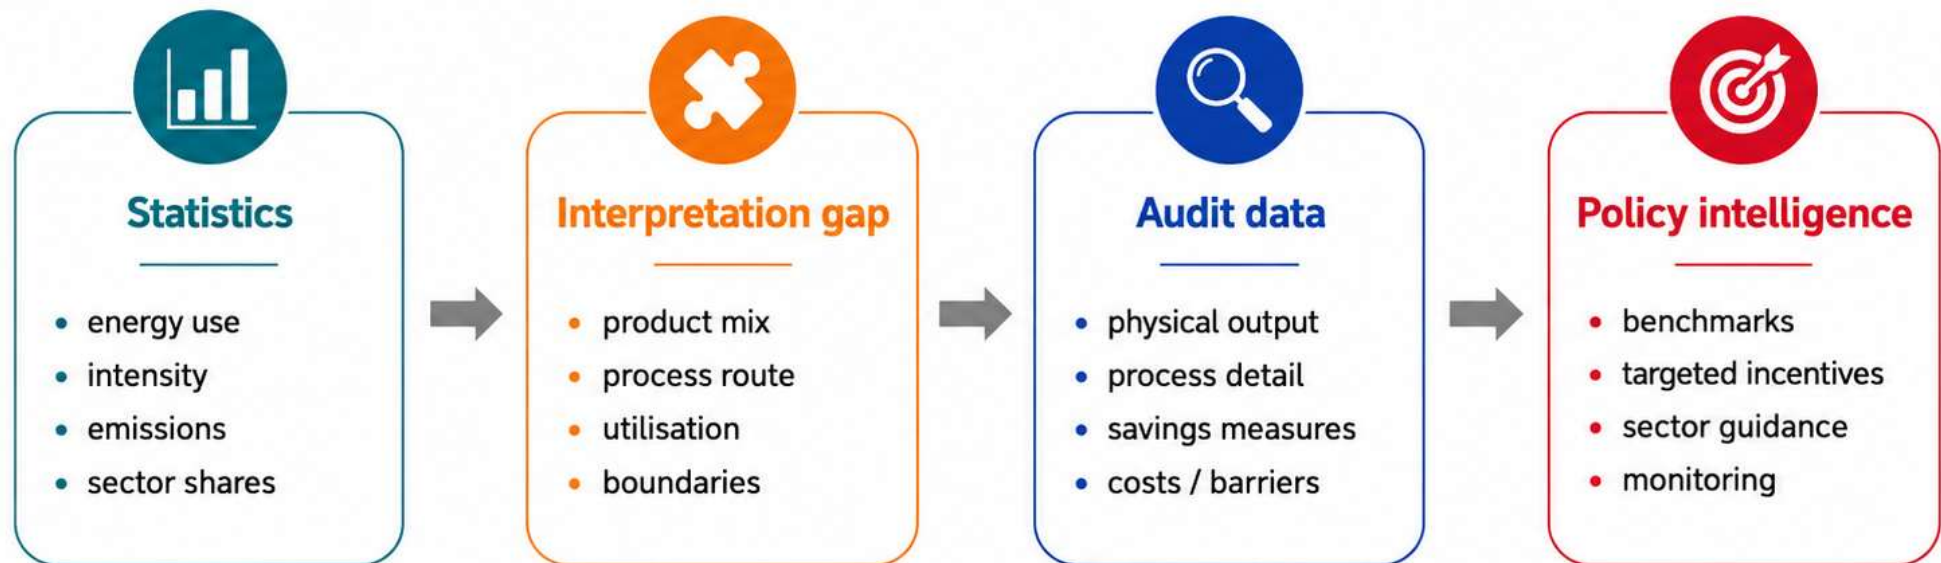 Statistics
• energy use
• intensity
• emissions
• sector shares
Interpretation gap
• product mix
• process route
• utilisation
• boundaries
Audit data
• physical output
• process detail
• savings measures
• costs / barriers
Policy intelligence
• benchmarks
• targeted incentives
• sector guidance
• monitoring